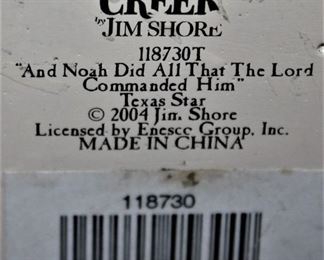 CREEK
by JIM SHORE
118730T
"And Noah Did All That The Lord
Commanded Him"
Texas Star
© 2004 Jim Shore
Licensed by Enesco Group, Inc.
MADE IN CHINA
118730